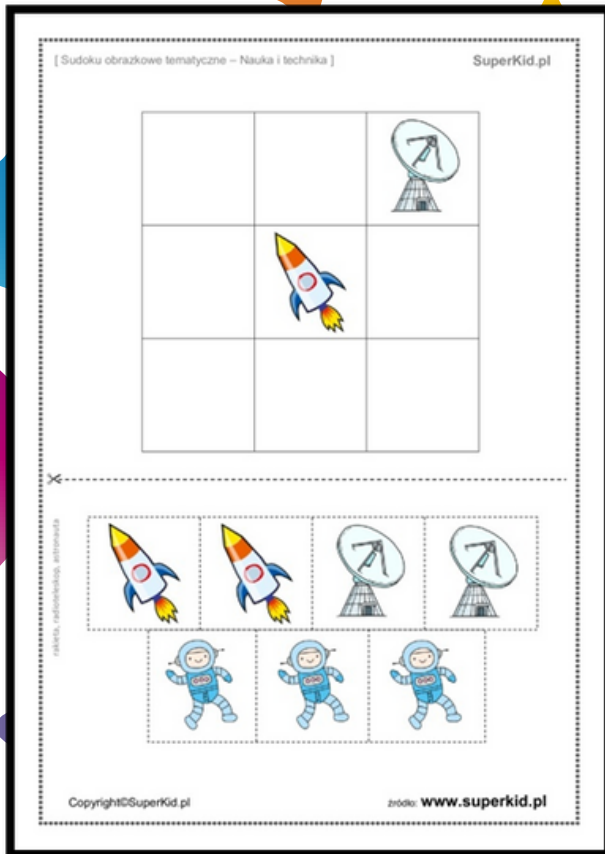 [ Sudoku obrazkowe tematyczne – Nauka i technika ]
SuperKid.pl
rakieta, radioteleskop, astronauta
Copyright©SuperKid.pl
źródło: www.superkid.pl